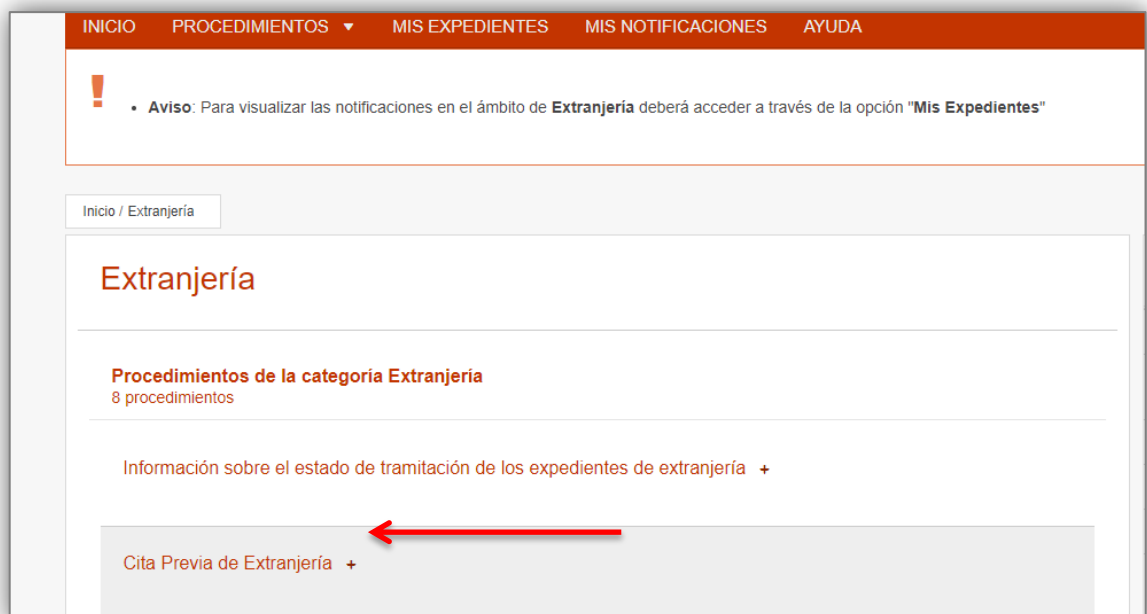 INICIO PROCEDIMIENTOS ▼ MIS EXPEDIENTES MIS NOTIFICACIONES AYUDA
! • Aviso: Para visualizar las notificaciones en el ámbito de Extranjería deberá acceder a través de la opción "Mis Expedientes"
Inicio / Extranjería
Extranjería
Procedimientos de la categoría Extranjería
8 procedimientos
Información sobre el estado de tramitación de los expedientes de extranjería +
Cita Previa de Extranjería +